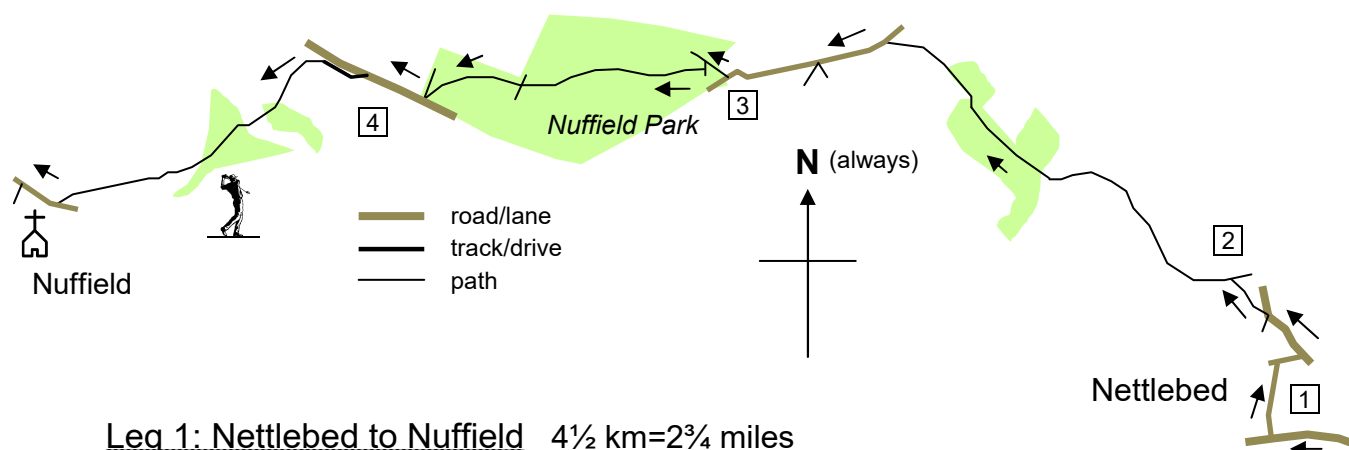 3
4
Nuffield Park
N (always)
road/lane
track/drive
path
Nuffield
2
Nettlebed
1
Leg 1: Nettlebed to Nuffield 4½ km=2¾ miles